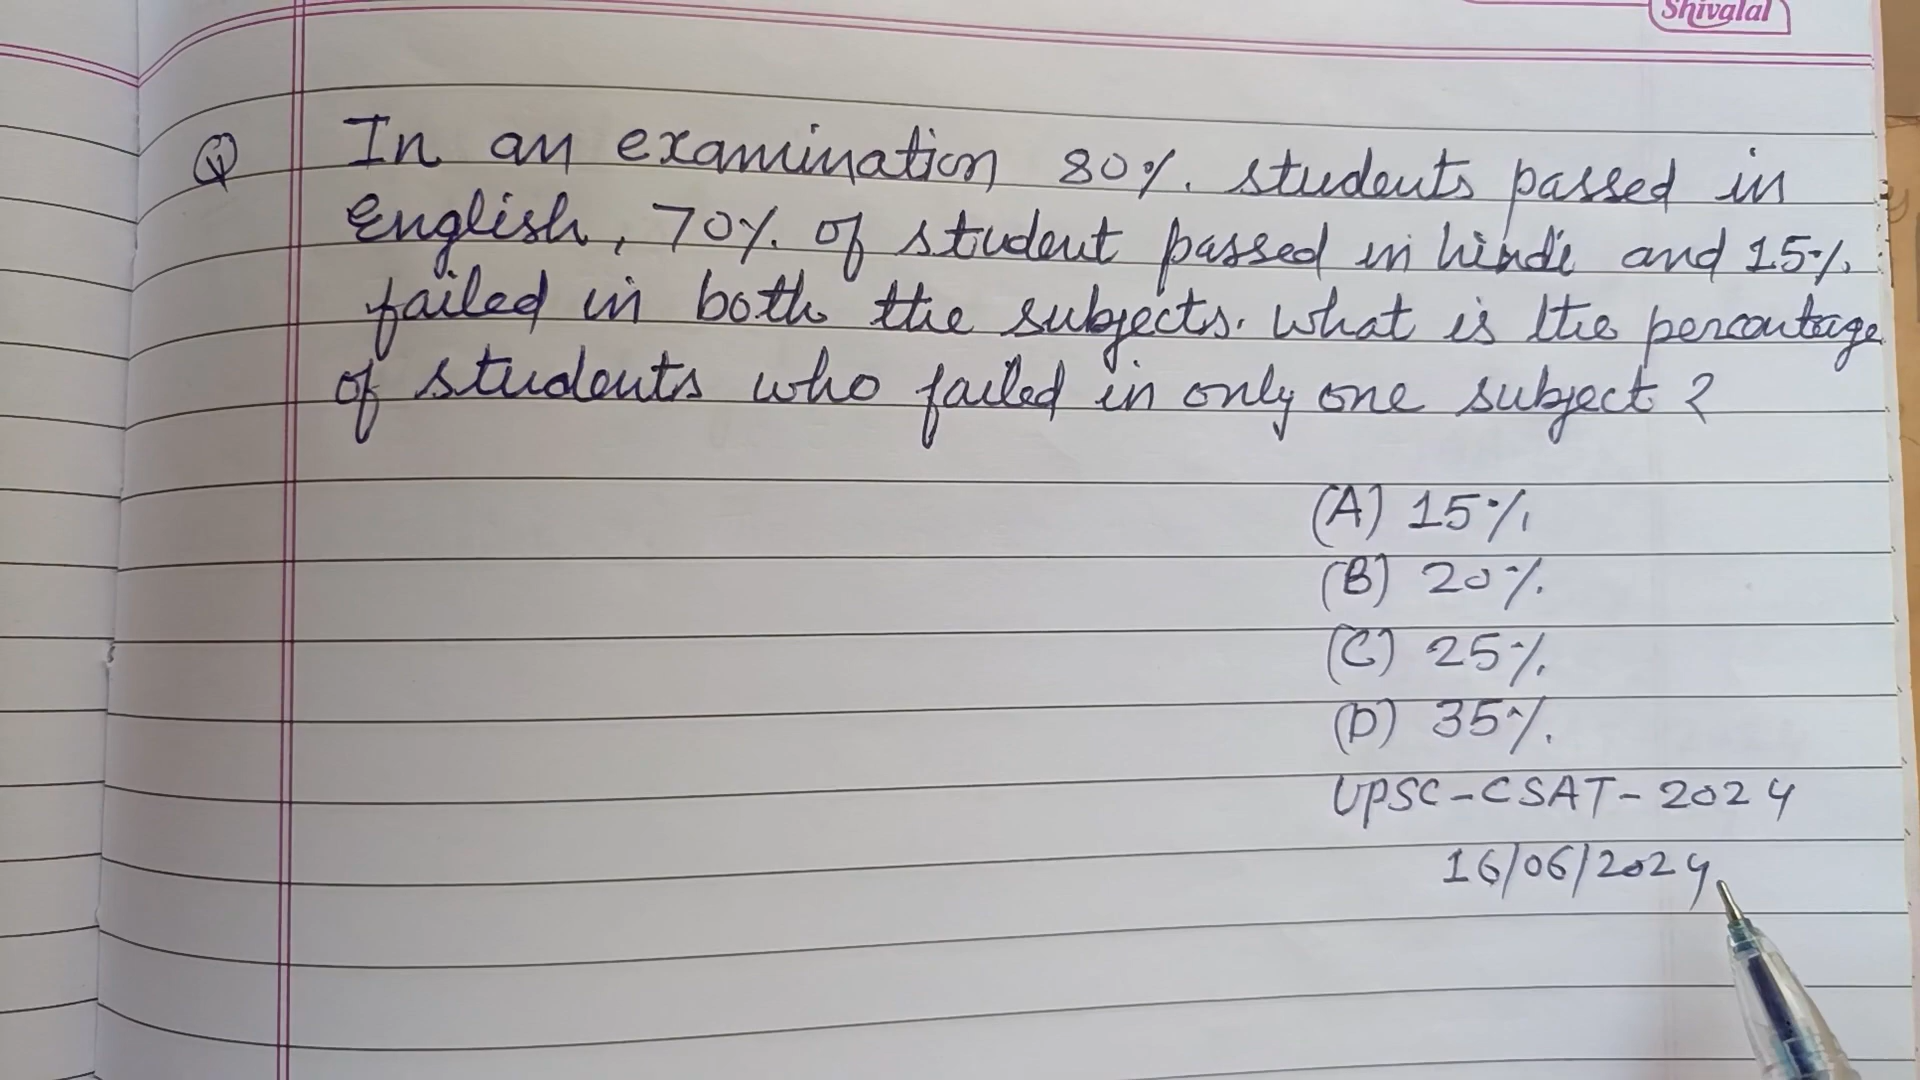 Shivalal
Q In an examination 80%. students passed in
English, 70%. of student passed in hindi and 15%.
failed in both the subjects. what is the percentage
of students who failed in only one subject ?
(A) 15%.
(B) 20%.
(C) 25%.
(D) 35%.
UPSC-CSAT-2024
16/06/2024